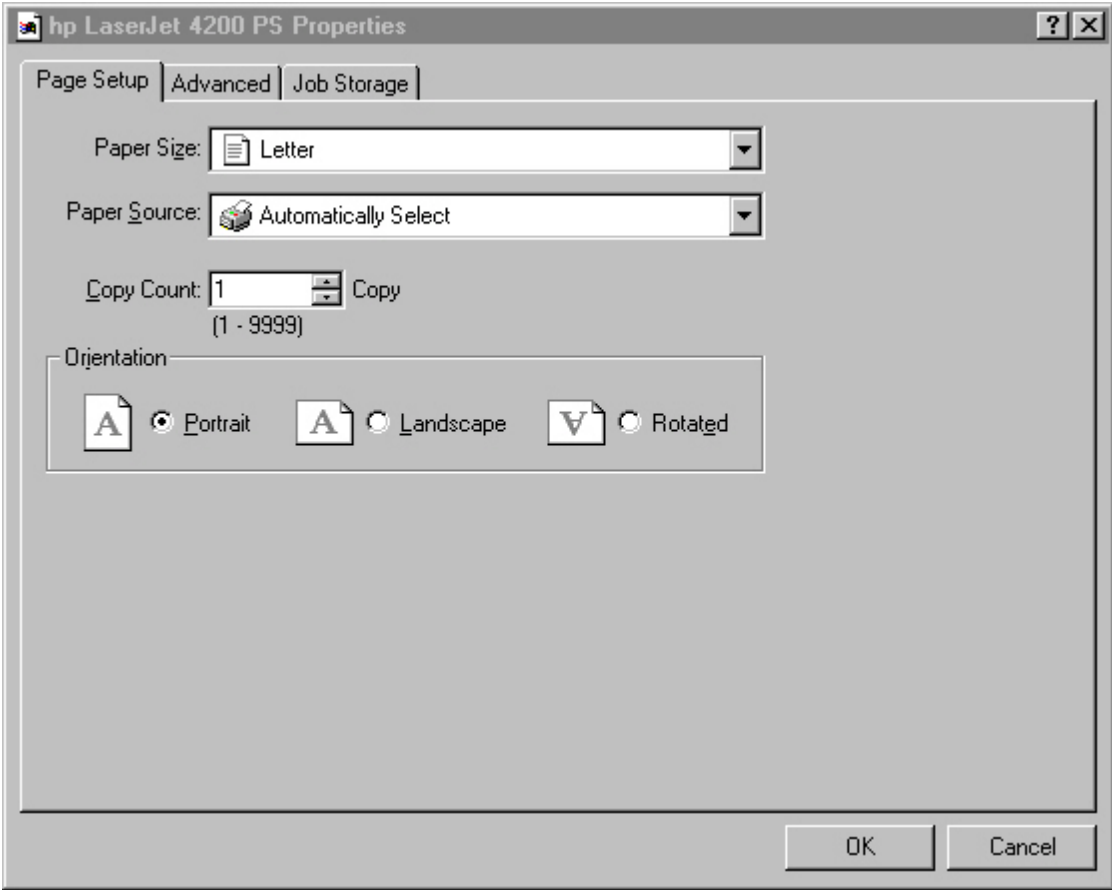 hp LaserJet 4200 PS Properties
Page Setup Advanced Job Storage
Paper Size: Letter
Paper Source: Automatically Select
Copy Count: 1 Copy
(1 - 9999)
Orientation
A Portrait A Landscape A Rotated
OK Cancel